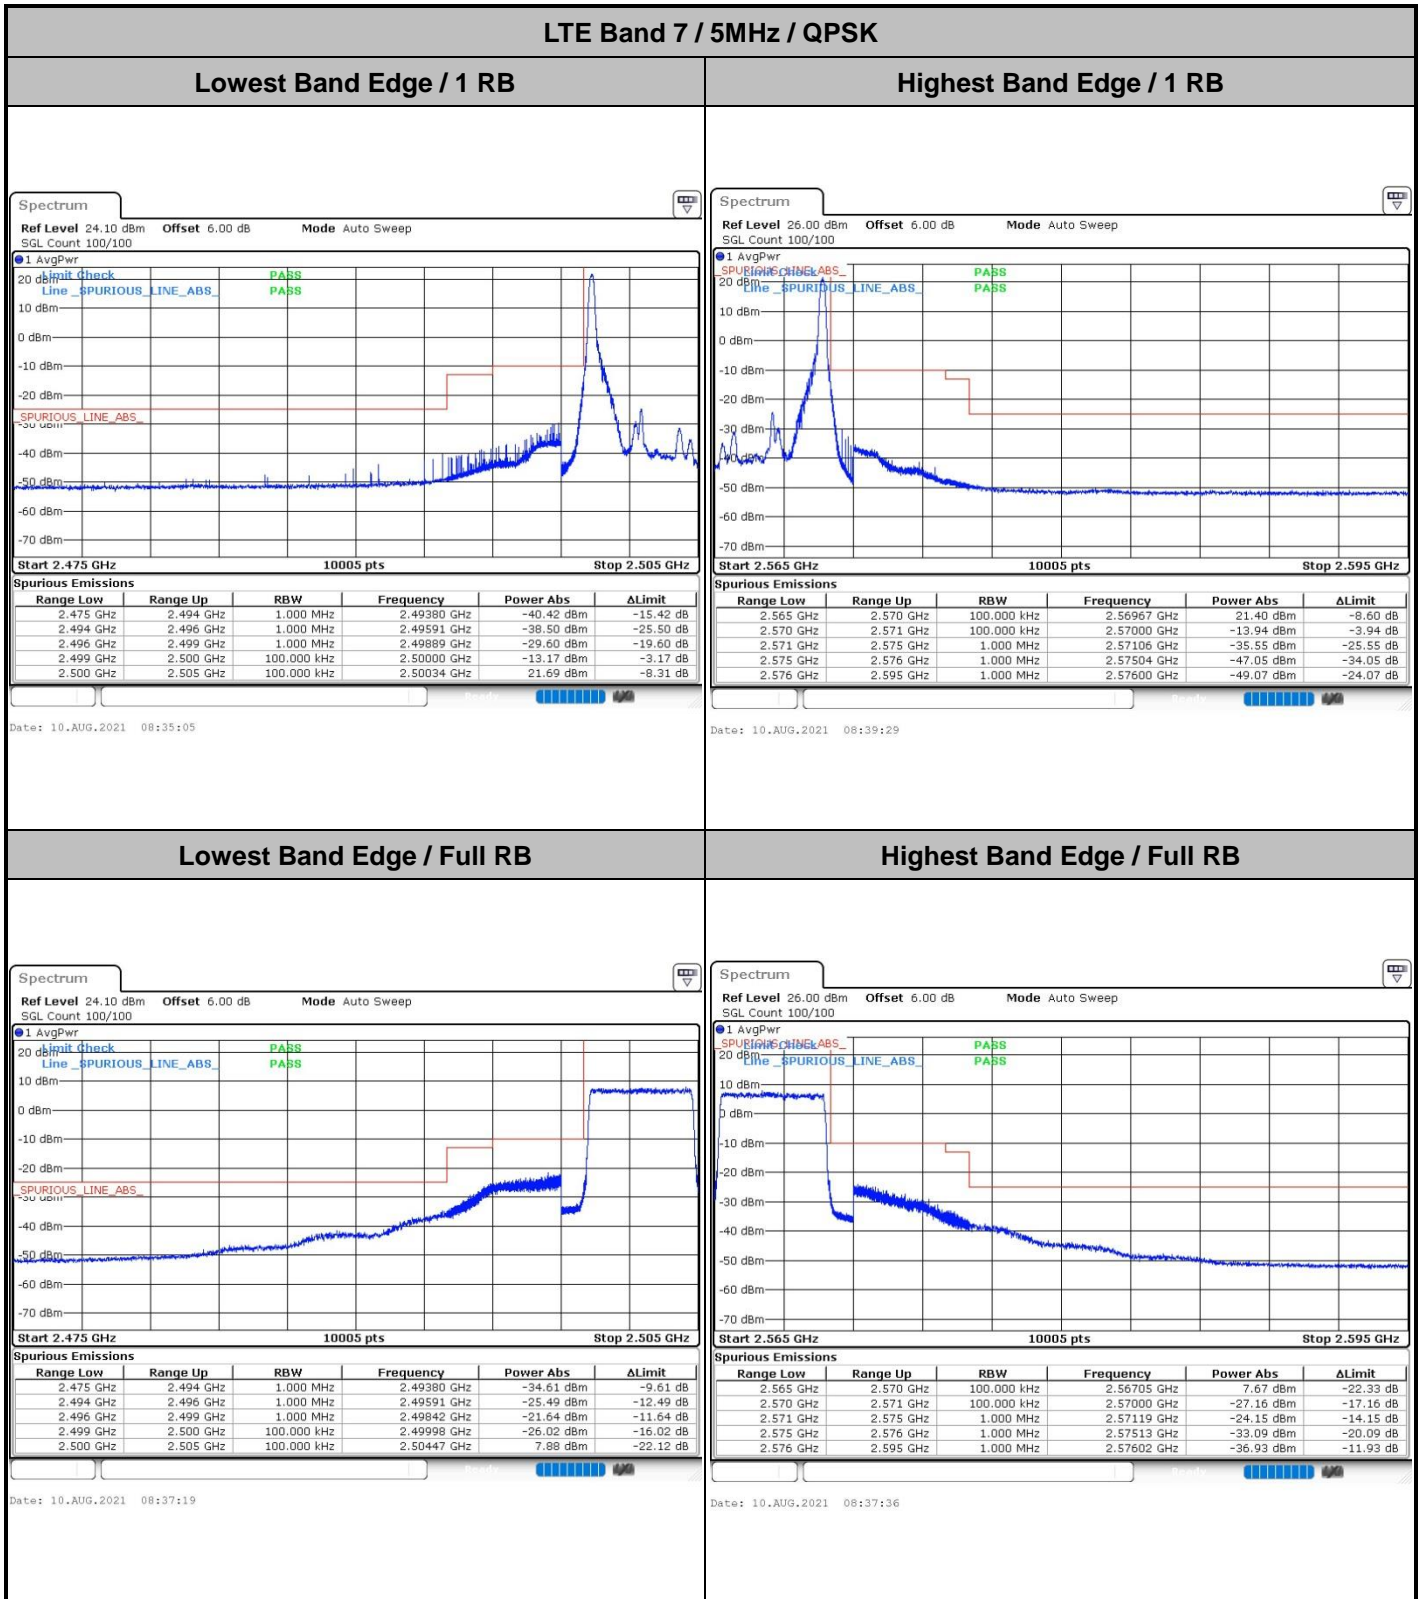 LTE Band 7 / 5MHz / QPSK
Lowest Band Edge / 1 RB
Highest Band Edge / 1 RB
Spectrum
Ref Level 24.10 dBm Offset 6.00 dB Mode Auto Sweep
SGL Count 100/100
1 AvgPwr
Limit Check PASS
Line _SPURIOUS_LINE_ABS_ PASS
20 dBm
10 dBm
0 dBm
-10 dBm
-20 dBm
_SPURIOUS_LINE_ABS_
-30 dBm
-40 dBm
-50 dBm
-60 dBm
-70 dBm
Start 2.475 GHz 10005 pts Stop 2.505 GHz
Spurious Emissions
Range Low Range Up RBW Frequency Power Abs ΔLimit
2.475 GHz 2.494 GHz 1.000 MHz 2.49380 GHz -40.42 dBm -15.42 dB
2.494 GHz 2.496 GHz 1.000 MHz 2.49591 GHz -38.50 dBm -25.50 dB
2.496 GHz 2.499 GHz 1.000 MHz 2.49889 GHz -29.60 dBm -19.60 dB
2.499 GHz 2.500 GHz 100.000 kHz 2.50000 GHz -13.17 dBm -3.17 dB
2.500 GHz 2.505 GHz 100.000 kHz 2.50034 GHz 21.69 dBm -8.31 dB
Ready
Date: 10.AUG.2021 08:35:05
Spectrum
Ref Level 26.00 dBm Offset 6.00 dB Mode Auto Sweep
SGL Count 100/100
1 AvgPwr
_SPURIOUS_LINE_ABS_
Limit Check PASS
Line _SPURIOUS_LINE_ABS_ PASS
20 dBm
10 dBm
0 dBm
-10 dBm
-20 dBm
-30 dBm
-40 dBm
-50 dBm
-60 dBm
-70 dBm
Start 2.565 GHz 10005 pts Stop 2.595 GHz
Spurious Emissions
Range Low Range Up RBW Frequency Power Abs ΔLimit
2.565 GHz 2.570 GHz 100.000 kHz 2.56967 GHz 21.40 dBm -8.60 dB
2.570 GHz 2.571 GHz 100.000 kHz 2.57000 GHz -13.94 dBm -3.94 dB
2.571 GHz 2.575 GHz 1.000 MHz 2.57106 GHz -35.55 dBm -25.55 dB
2.575 GHz 2.576 GHz 1.000 MHz 2.57504 GHz -47.05 dBm -34.05 dB
2.576 GHz 2.595 GHz 1.000 MHz 2.57600 GHz -49.07 dBm -24.07 dB
Ready
Date: 10.AUG.2021 08:39:29
Lowest Band Edge / Full RB
Highest Band Edge / Full RB
Spectrum
Ref Level 24.10 dBm Offset 6.00 dB Mode Auto Sweep
SGL Count 100/100
1 AvgPwr
Limit Check PASS
Line _SPURIOUS_LINE_ABS_ PASS
20 dBm
10 dBm
0 dBm
-10 dBm
-20 dBm
_SPURIOUS_LINE_ABS_
-30 dBm
-40 dBm
-50 dBm
-60 dBm
-70 dBm
Start 2.475 GHz 10005 pts Stop 2.505 GHz
Spurious Emissions
Range Low Range Up RBW Frequency Power Abs ΔLimit
2.475 GHz 2.494 GHz 1.000 MHz 2.49380 GHz -34.61 dBm -9.61 dB
2.494 GHz 2.496 GHz 1.000 MHz 2.49591 GHz -25.49 dBm -12.49 dB
2.496 GHz 2.499 GHz 1.000 MHz 2.49842 GHz -21.64 dBm -11.64 dB
2.499 GHz 2.500 GHz 100.000 kHz 2.49998 GHz -26.02 dBm -16.02 dB
2.500 GHz 2.505 GHz 100.000 kHz 2.50447 GHz 7.88 dBm -22.12 dB
Ready
Date: 10.AUG.2021 08:37:19
Spectrum
Ref Level 26.00 dBm Offset 6.00 dB Mode Auto Sweep
SGL Count 100/100
1 AvgPwr
_SPURIOUS_LINE_ABS_
Limit Check PASS
Line _SPURIOUS_LINE_ABS_ PASS
20 dBm
10 dBm
0 dBm
-10 dBm
-20 dBm
-30 dBm
-40 dBm
-50 dBm
-60 dBm
-70 dBm
Start 2.565 GHz 10005 pts Stop 2.595 GHz
Spurious Emissions
Range Low Range Up RBW Frequency Power Abs ΔLimit
2.565 GHz 2.570 GHz 100.000 kHz 2.56705 GHz 7.67 dBm -22.33 dB
2.570 GHz 2.571 GHz 100.000 kHz 2.57000 GHz -27.16 dBm -17.16 dB
2.571 GHz 2.575 GHz 1.000 MHz 2.57119 GHz -24.15 dBm -14.15 dB
2.575 GHz 2.576 GHz 1.000 MHz 2.57513 GHz -33.09 dBm -20.09 dB
2.576 GHz 2.595 GHz 1.000 MHz 2.57602 GHz -36.93 dBm -11.93 dB
Ready
Date: 10.AUG.2021 08:37:36